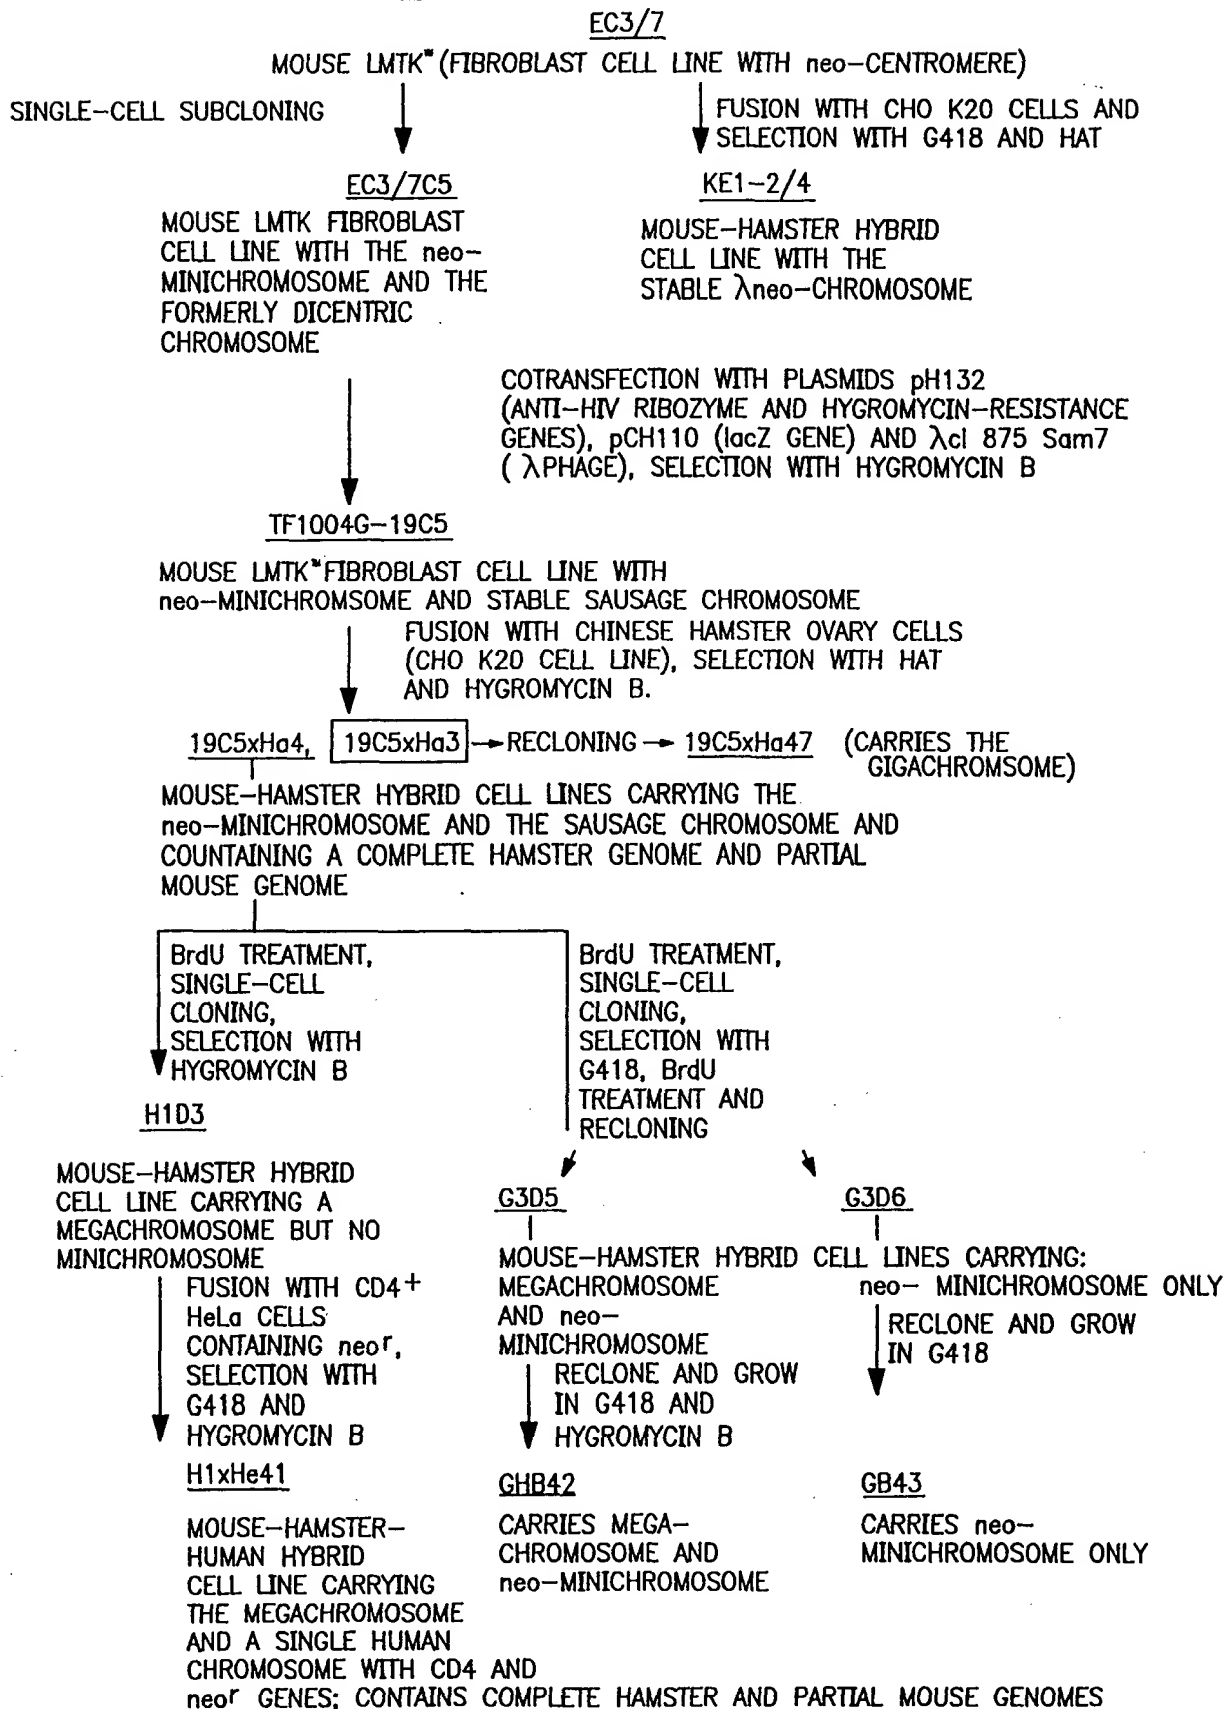 EC3/7
MOUSE LMTK⁻ (FIBROBLAST CELL LINE WITH neo-CENTROMERE)
SINGLE-CELL SUBCLONING
FUSION WITH CHO K20 CELLS AND
SELECTION WITH G418 AND HAT
EC3/7C5
MOUSE LMTK FIBROBLAST
CELL LINE WITH THE neo-
MINICHROMOSOME AND THE
FORMERLY DICENTRIC
CHROMOSOME
KE1-2/4
MOUSE-HAMSTER HYBRID
CELL LINE WITH THE
STABLE λneo-CHROMOSOME
COTRANSFECTION WITH PLASMIDS pH132
(ANTI-HIV RIBOZYME AND HYGROMYCIN-RESISTANCE
GENES), pCH110 (lacZ GENE) AND λcl 875 Sam7
( λPHAGE), SELECTION WITH HYGROMYCIN B
TF1004G-19C5
MOUSE LMTK⁻FIBROBLAST CELL LINE WITH
neo-MINICHROMSOME AND STABLE SAUSAGE CHROMOSOME
FUSION WITH CHINESE HAMSTER OVARY CELLS
(CHO K20 CELL LINE), SELECTION WITH HAT
AND HYGROMYCIN B.
19C5xHa4, 19C5xHa3 → RECLONING → 19C5xHa47 (CARRIES THE
GIGACHROMSOME)
MOUSE-HAMSTER HYBRID CELL LINES CARRYING THE
neo-MINICHROMOSOME AND THE SAUSAGE CHROMOSOME AND
COUNTAINING A COMPLETE HAMSTER GENOME AND PARTIAL
MOUSE GENOME
BrdU TREATMENT,
SINGLE-CELL
CLONING,
SELECTION WITH
HYGROMYCIN B
BrdU TREATMENT,
SINGLE-CELL
CLONING,
SELECTION WITH
G418, BrdU
TREATMENT AND
RECLONING
H1D3
MOUSE-HAMSTER HYBRID
CELL LINE CARRYING A
MEGACHROMOSOME BUT NO
MINICHROMOSOME
G3D5
G3D6
MOUSE-HAMSTER HYBRID CELL LINES CARRYING:
MEGACHROMOSOME
AND neo-
MINICHROMOSOME
neo- MINICHROMOSOME ONLY
FUSION WITH CD4+
HeLa CELLS
CONTAINING neoʳ,
SELECTION WITH
G418 AND
HYGROMYCIN B
RECLONE AND GROW
IN G418 AND
HYGROMYCIN B
RECLONE AND GROW
IN G418
H1xHe41
MOUSE-HAMSTER-
HUMAN HYBRID
CELL LINE CARRYING
THE MEGACHROMOSOME
AND A SINGLE HUMAN
CHROMOSOME WITH CD4 AND
neoʳ GENES; CONTAINS COMPLETE HAMSTER AND PARTIAL MOUSE GENOMES
GHB42
CARRIES MEGA-
CHROMOSOME AND
neo-MINICHROMOSOME
GB43
CARRIES neo-
MINICHROMOSOME ONLY